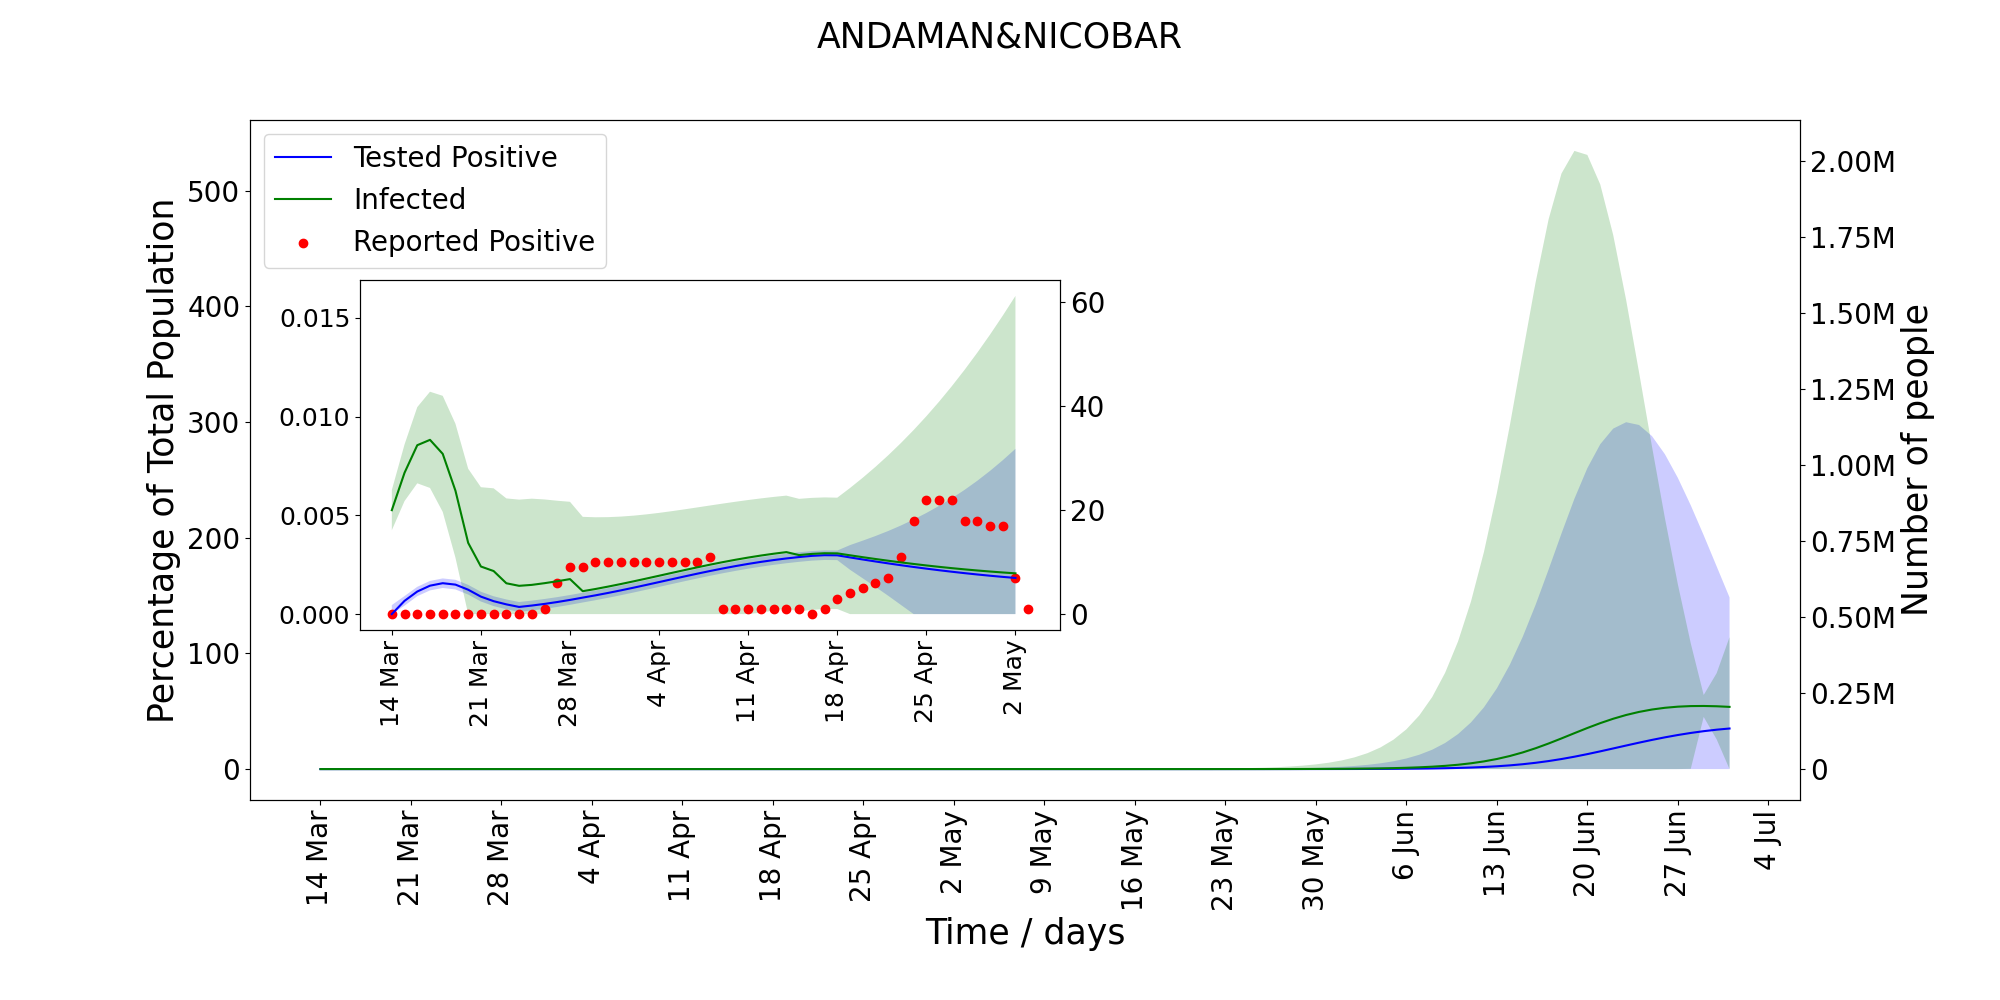 ANDAMAN&NICOBAR
Tested Positive
Infected
Reported Positive
Percentage of Total Population
500
400
300
200
100
0
2.00M
1.75M
1.50M
1.25M
1.00M
0.75M
0.50M
0.25M
0
Number of people
0.015
0.010
0.005
0.000
60
40
20
0
14 Mar
21 Mar
28 Mar
4 Apr
11 Apr
18 Apr
25 Apr
2 May
14 Mar
21 Mar
28 Mar
4 Apr
11 Apr
18 Apr
25 Apr
2 May
9 May
16 May
23 May
30 May
6 Jun
13 Jun
20 Jun
27 Jun
4 Jul
Time / days